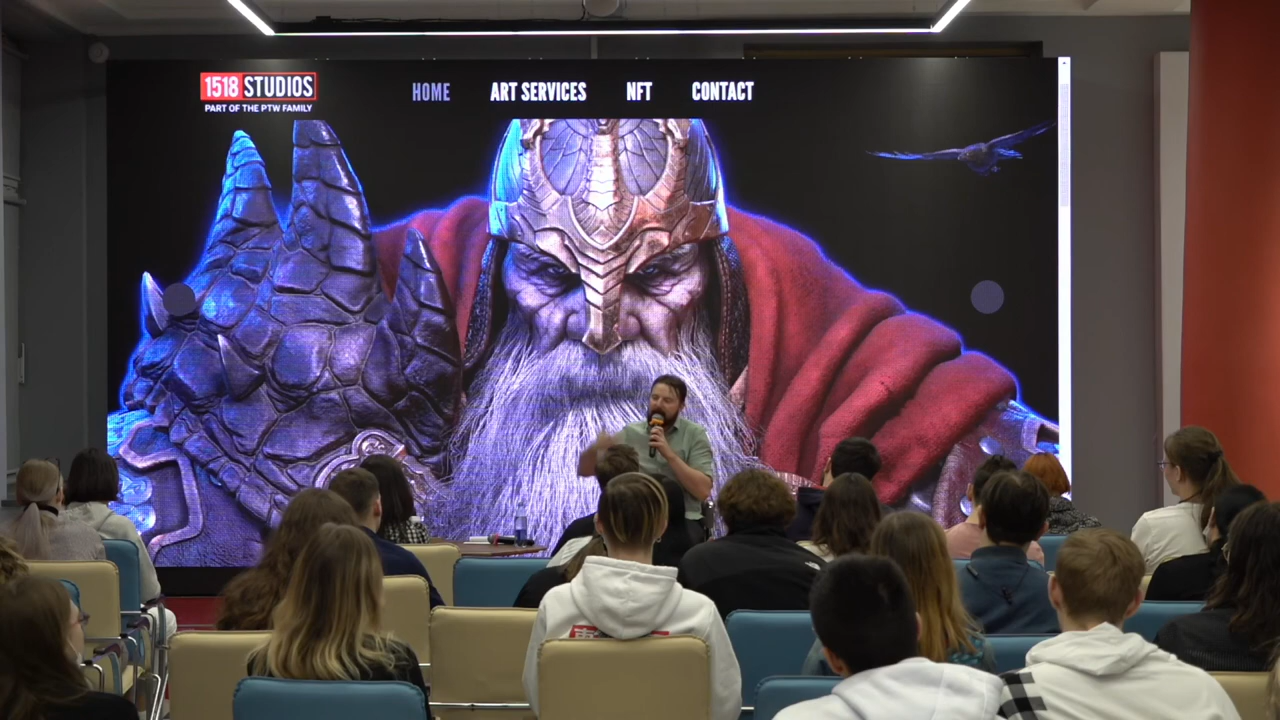 1518 STUDIOS
PART OF THE PTW FAMILY
HOME ART SERVICES NFT CONTACT